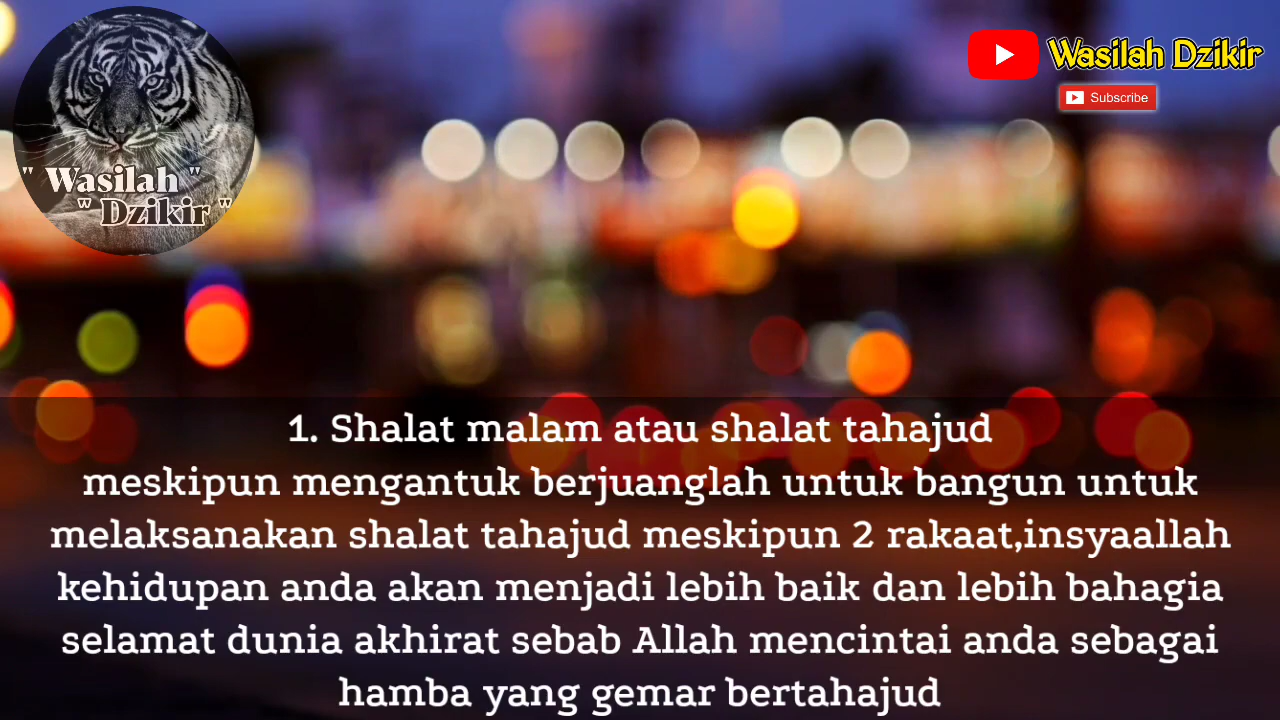 " Wasilah "
" Dzikir "
Wasilah Dzikir
Subscribe
1. Shalat malam atau shalat tahajud
meskipun mengantuk berjuanglah untuk bangun untuk
melaksanakan shalat tahajud meskipun 2 rakaat,insyaallah
kehidupan anda akan menjadi lebih baik dan lebih bahagia
selamat dunia akhirat sebab Allah mencintai anda sebagai
hamba yang gemar bertahajud